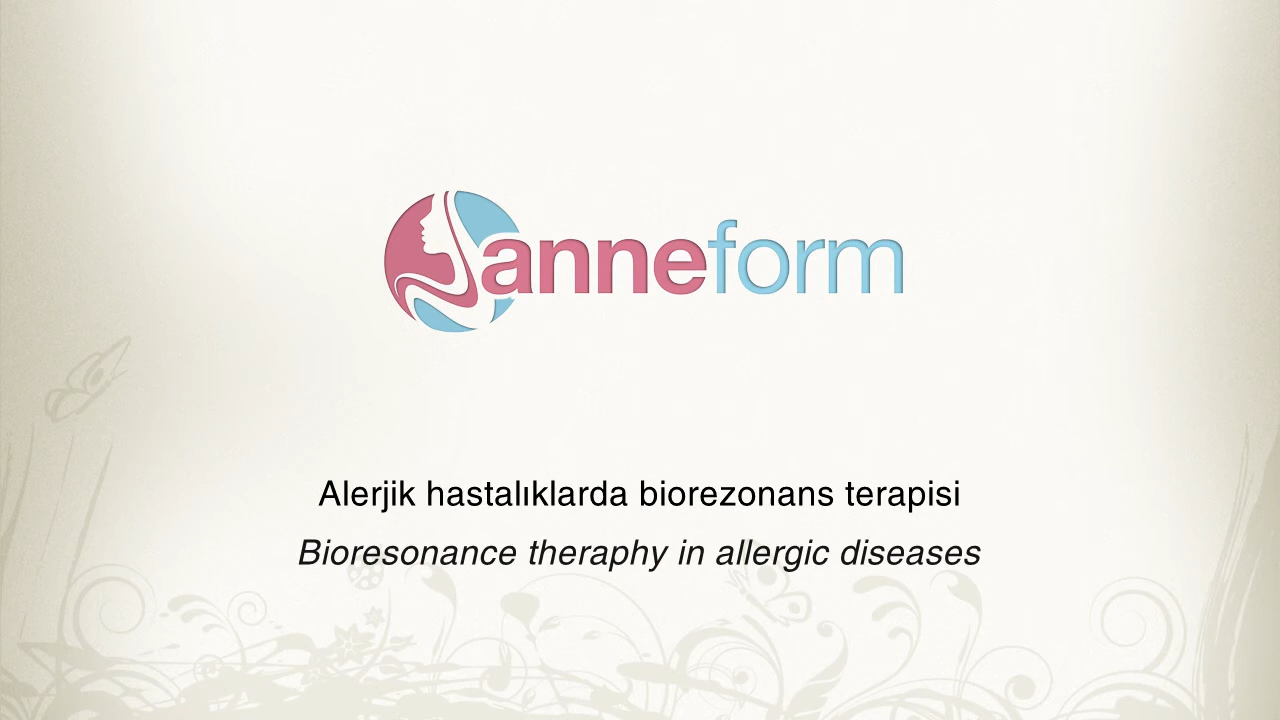 anneform
Alerjik hastalıklarda biorezonans terapisi
Bioresonance theraphy in allergic diseases